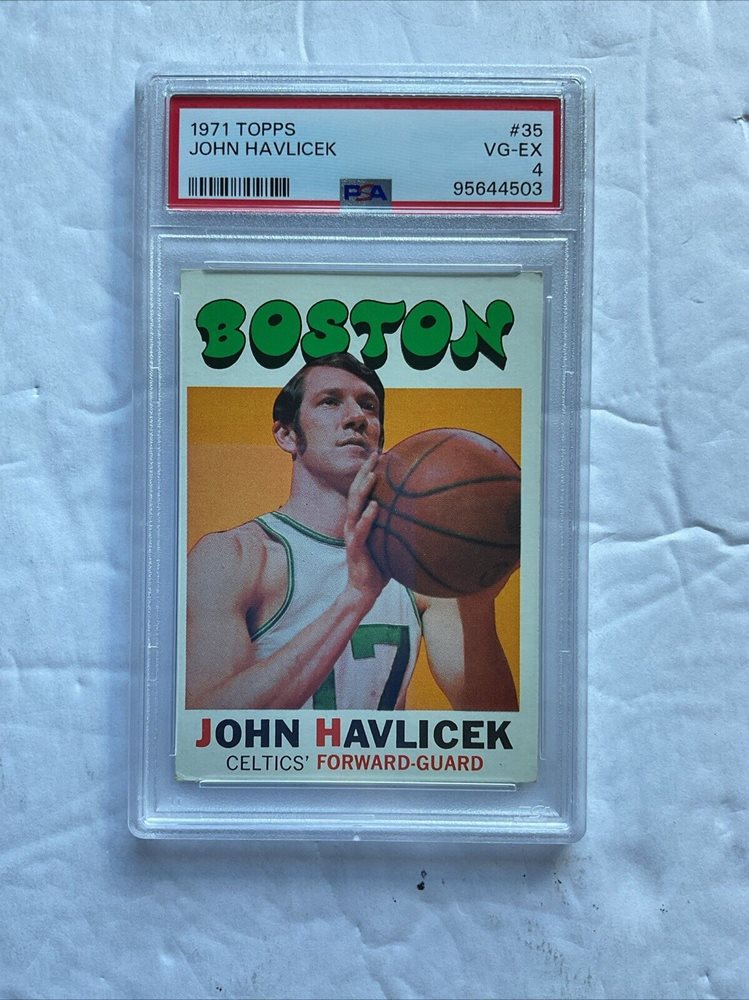 1971 TOPPS #35
JOHN HAVLICEK VG-EX
4
PSA 95644503
BOSTON
17
JOHN HAVLICEK
CELTICS' FORWARD-GUARD